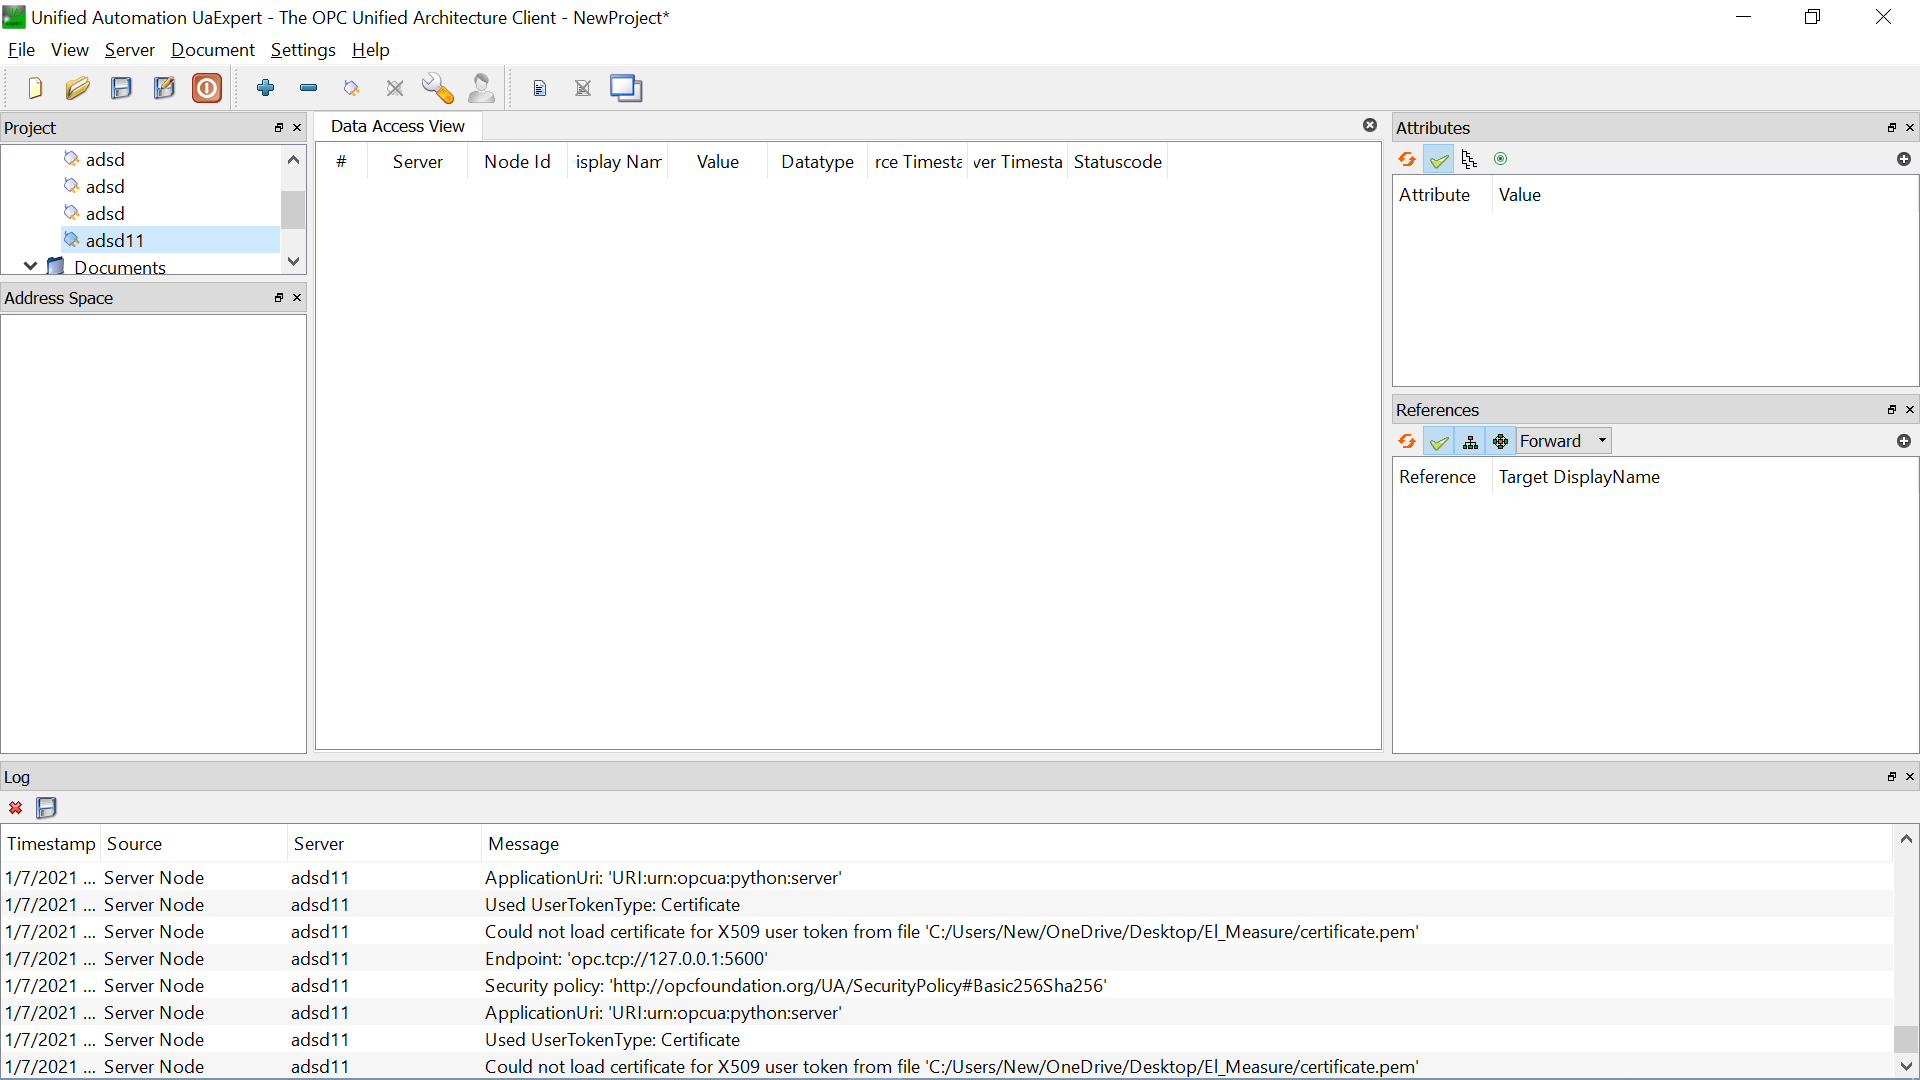 Unified Automation UaExpert - The OPC Unified Architecture Client - NewProject*
File View Server Document Settings Help
Project
adsd
adsd
adsd
adsd11
Documents
Address Space
Data Access View
# Server Node Id isplay Nam Value Datatype rce Timesta ver Timesta Statuscode
Attributes
Attribute Value
References
Forward
Reference Target DisplayName
Log
Timestamp Source Server Message
1/7/2021 ... Server Node adsd11 ApplicationUri: 'URI:urn:opcua:python:server'
1/7/2021 ... Server Node adsd11 Used UserTokenType: Certificate
1/7/2021 ... Server Node adsd11 Could not load certificate for X509 user token from file 'C:/Users/New/OneDrive/Desktop/El_Measure/certificate.pem'
1/7/2021 ... Server Node adsd11 Endpoint: 'opc.tcp://127.0.0.1:5600'
1/7/2021 ... Server Node adsd11 Security policy: 'http://opcfoundation.org/UA/SecurityPolicy#Basic256Sha256'
1/7/2021 ... Server Node adsd11 ApplicationUri: 'URI:urn:opcua:python:server'
1/7/2021 ... Server Node adsd11 Used UserTokenType: Certificate
1/7/2021 ... Server Node adsd11 Could not load certificate for X509 user token from file 'C:/Users/New/OneDrive/Desktop/El_Measure/certificate.pem'